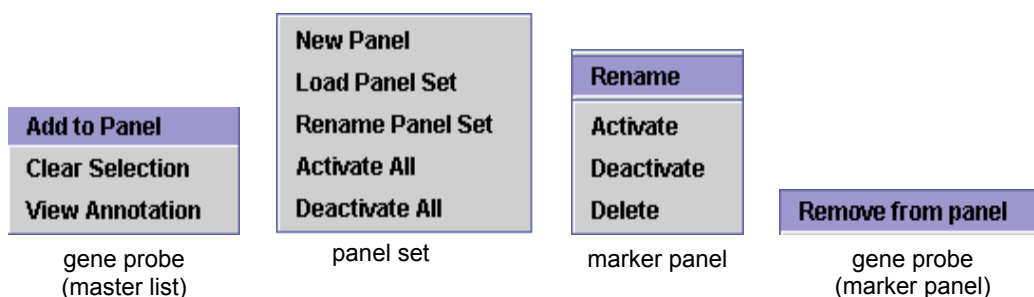 Add to Panel
Clear Selection
View Annotation
gene probe
(master list)
New Panel
Load Panel Set
Rename Panel Set
Activate All
Deactivate All
panel set
Rename
Activate
Deactivate
Delete
marker panel
Remove from panel
gene probe
(marker panel)